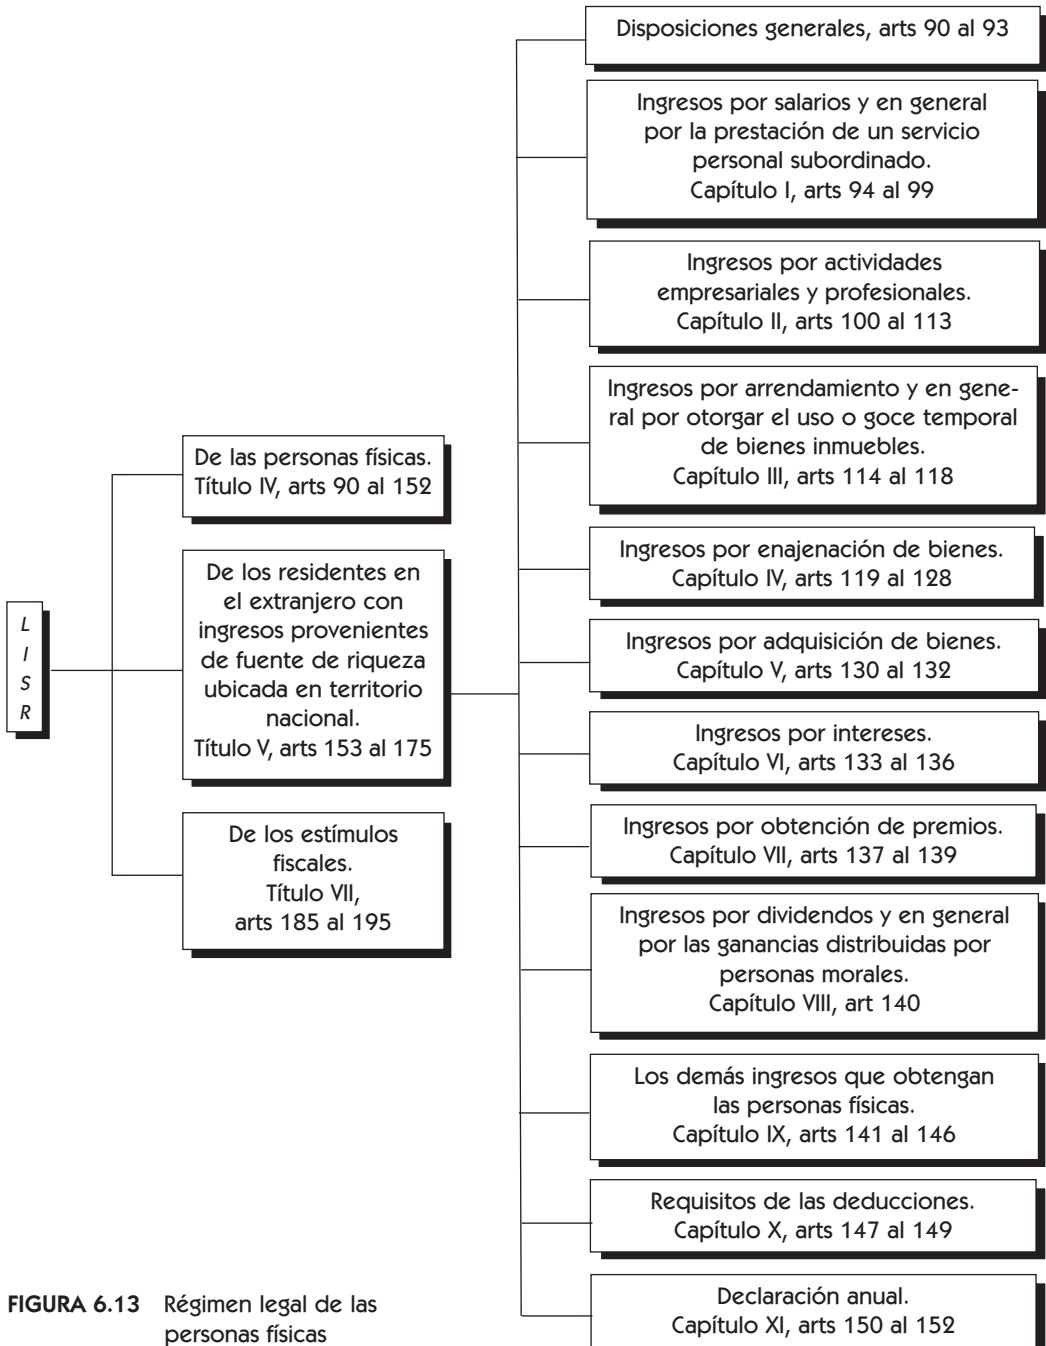 L
I
S
R
De las personas físicas.
Título IV, arts 90 al 152
De los residentes en
el extranjero con
ingresos provenientes
de fuente de riqueza
ubicada en territorio
nacional.
Título V, arts 153 al 175
De los estímulos
fiscales.
Título VII,
arts 185 al 195
Disposiciones generales, arts 90 al 93
Ingresos por salarios y en general
por la prestación de un servicio
personal subordinado.
Capítulo I, arts 94 al 99
Ingresos por actividades
empresariales y profesionales.
Capítulo II, arts 100 al 113
Ingresos por arrendamiento y en gene-
ral por otorgar el uso o goce temporal
de bienes inmuebles.
Capítulo III, arts 114 al 118
Ingresos por enajenación de bienes.
Capítulo IV, arts 119 al 128
Ingresos por adquisición de bienes.
Capítulo V, arts 130 al 132
Ingresos por intereses.
Capítulo VI, arts 133 al 136
Ingresos por obtención de premios.
Capítulo VII, arts 137 al 139
Ingresos por dividendos y en general
por las ganancias distribuidas por
personas morales.
Capítulo VIII, art 140
Los demás ingresos que obtengan
las personas físicas.
Capítulo IX, arts 141 al 146
Requisitos de las deducciones.
Capítulo X, arts 147 al 149
Declaración anual.
Capítulo XI, arts 150 al 152
FIGURA 6.13 Régimen legal de las
personas físicas